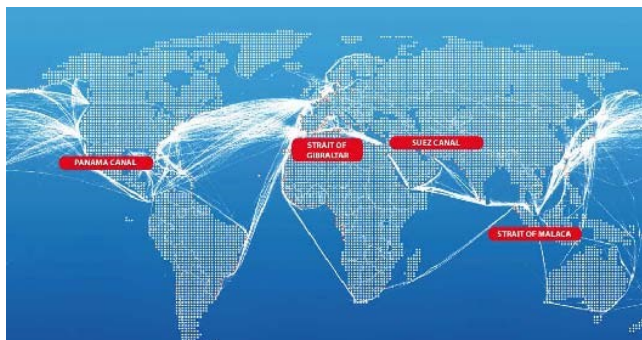 PANAMA CANAL
STRAIT OF
GIBRALTAR
SUEZ CANAL
STRAIT OF MALACA